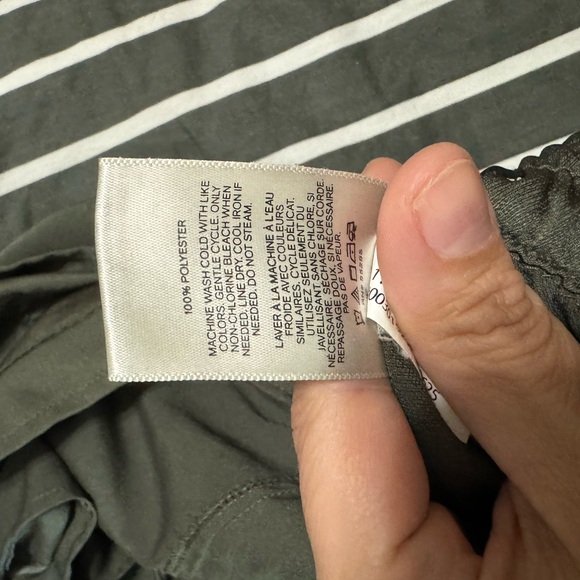 100% POLYESTER
MACHINE WASH COLD WITH LIKE
COLORS. GENTLE CYCLE. ONLY
NON-CHLORINE BLEACH WHEN
NEEDED. LINE DRY. COOL IRON IF
NEEDED. DO NOT STEAM.
LAVER À LA MACHINE À L'EAU
FROIDE AVEC COULEURS
SIMILAIRES. CYCLE DÉLICAT.
UTILISEZ SEULEMENT DU
JAVELLISANT SANS CHLORE, SI
NÉCESSAIRE. SÉCHAGE SUR CORDE.
REPASSAGE DOUX, SI NÉCESSAIRE.
PAS DE VAPEUR.